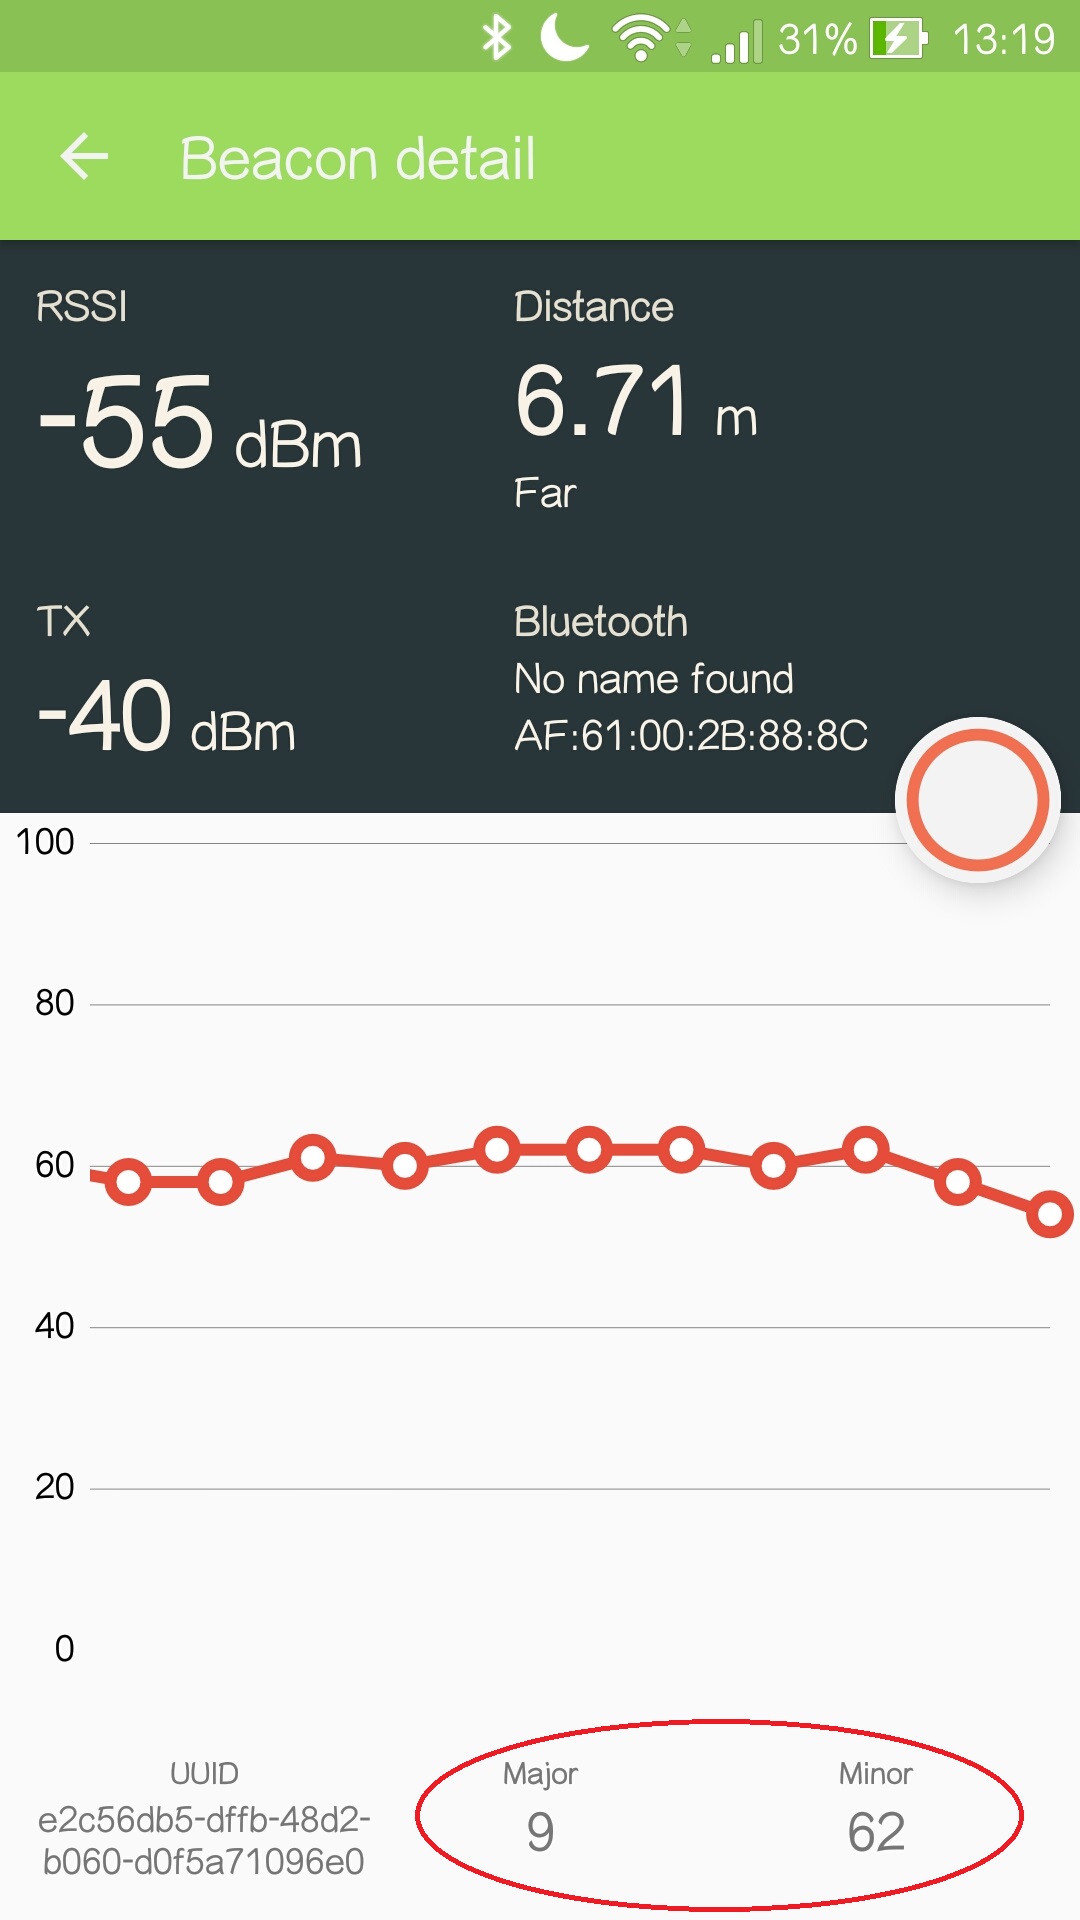 31% 13:19
Beacon detail
RSSI
-55 dBm
Distance
6.71 m
Far
TX
-40 dBm
Bluetooth
No name found
AF:61:00:2B:88:8C
100
80
60
40
20
0
UUID
e2c56db5-dffb-48d2-
b060-d0f5a71096e0
Major
9
Minor
62